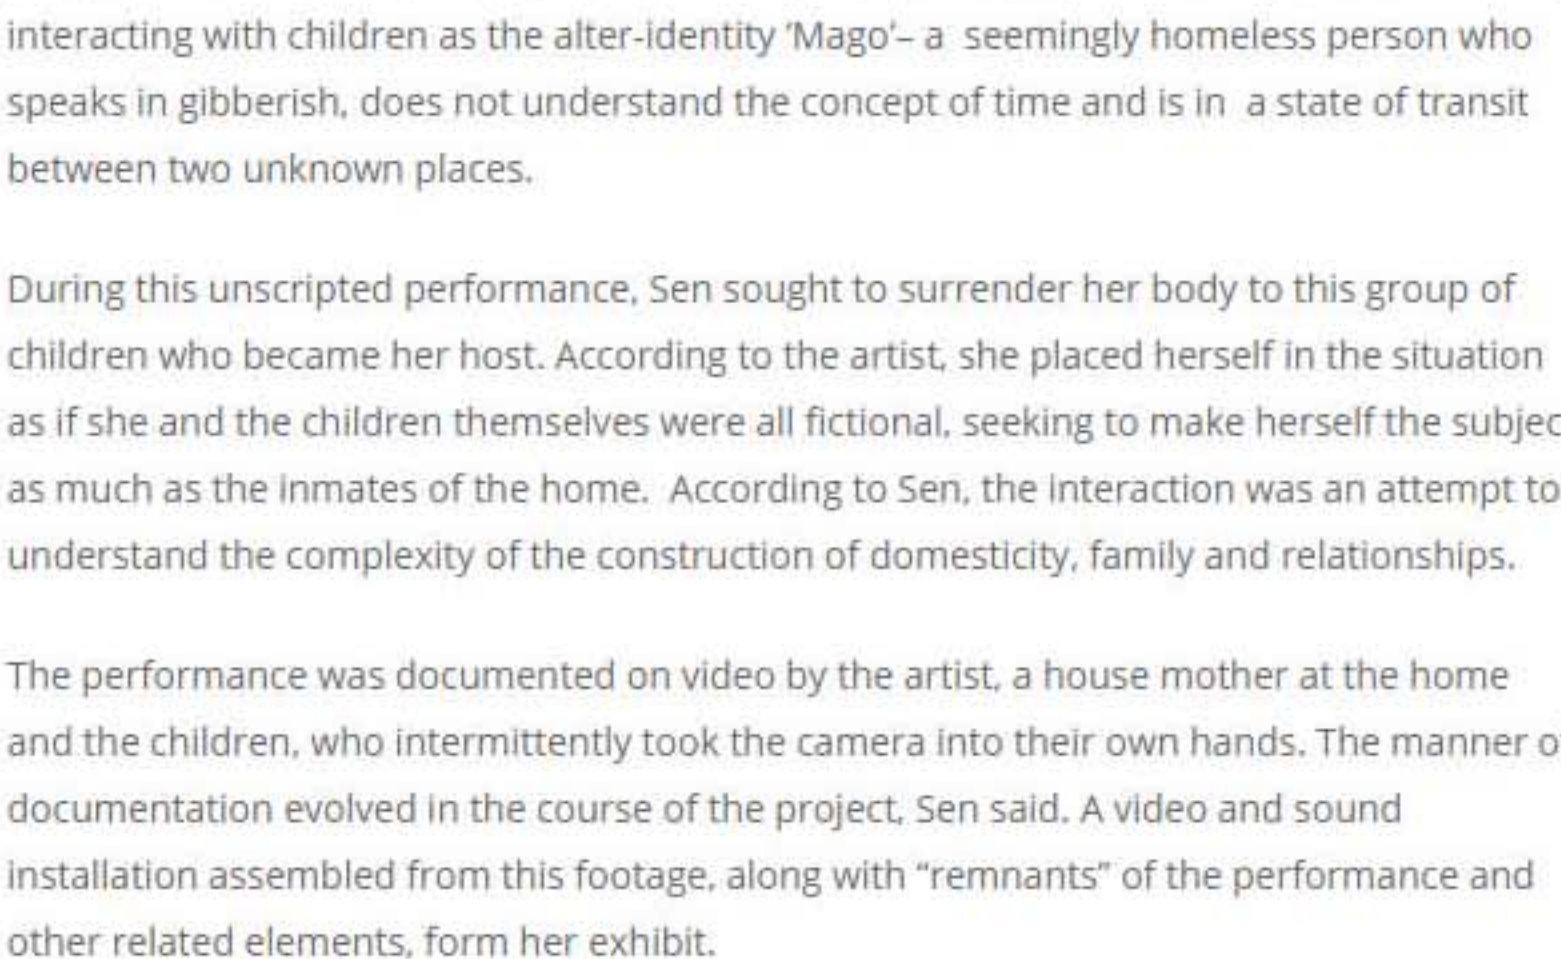 interacting with children as the alter-identity ‘Mago’– a  seemingly homeless person who
speaks in gibberish, does not understand the concept of time and is in  a state of transit
between two unknown places.
During this unscripted performance, Sen sought to surrender her body to this group of
children who became her host. According to the artist, she placed herself in the situation
as if she and the children themselves were all fictional, seeking to make herself the subjec
as much as the inmates of the home.  According to Sen, the interaction was an attempt to
understand the complexity of the construction of domesticity, family and relationships.
The performance was documented on video by the artist, a house mother at the home
and the children, who intermittently took the camera into their own hands. The manner o
documentation evolved in the course of the project, Sen said. A video and sound
installation assembled from this footage, along with “remnants” of the performance and
other related elements, form her exhibit.